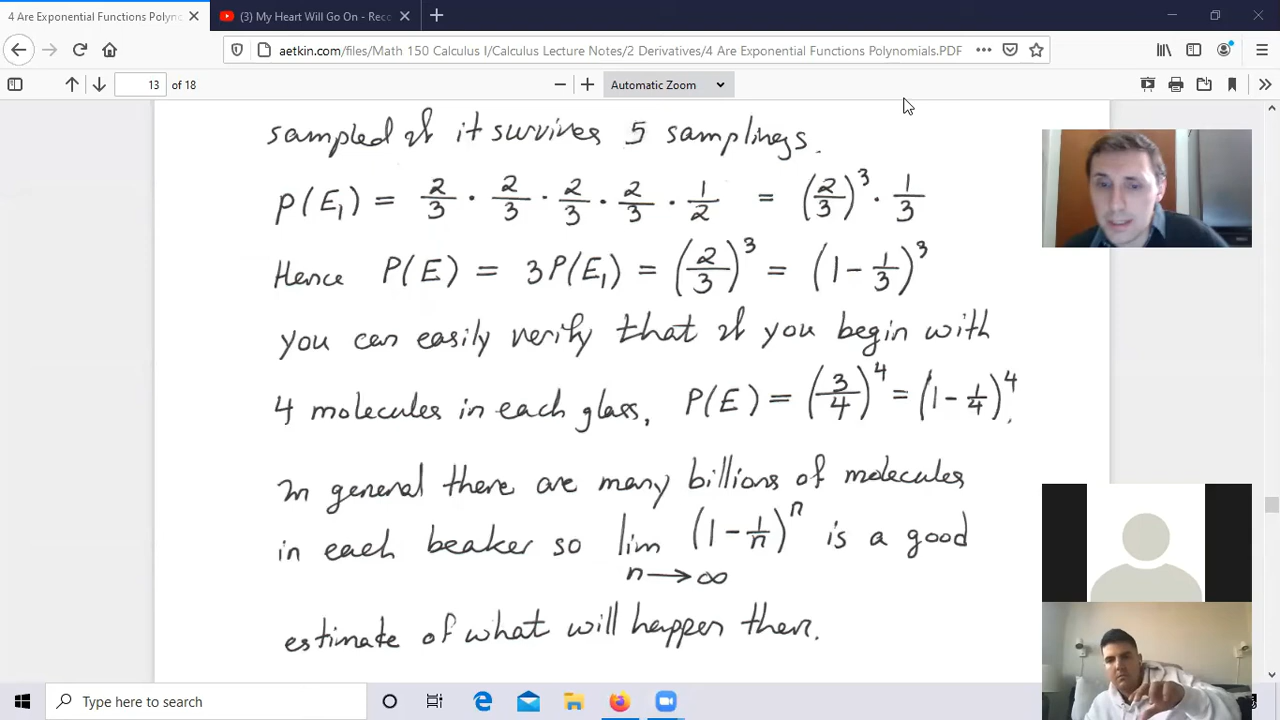 4 Are Exponential Functions Polyn
(3) My Heart Will Go On - Reco
aetkin.com/files/Math 150 Calculus I/Calculus Lecture Notes/2 Derivatives/4 Are Exponential Functions Polynomials.PDF
13 of 18
Automatic Zoom
sampled if it survives 5 samplings.
P(E₁) = 2/3 · 2/3 · 2/3 · 2/3 · 1/2 = (2/3)³ · 1/3
Hence P(E) = 3P(E₁) = (2/3)³ = (1 - 1/3)³
you can easily verify that if you begin with
4 molecules in each glass, P(E) = (3/4)⁴ = (1 - 1/4)⁴.
In general there are many billions of molecules
in each beaker so lim n→∞ (1 - 1/n)ⁿ is a good
estimate of what will happen then.
Type here to search